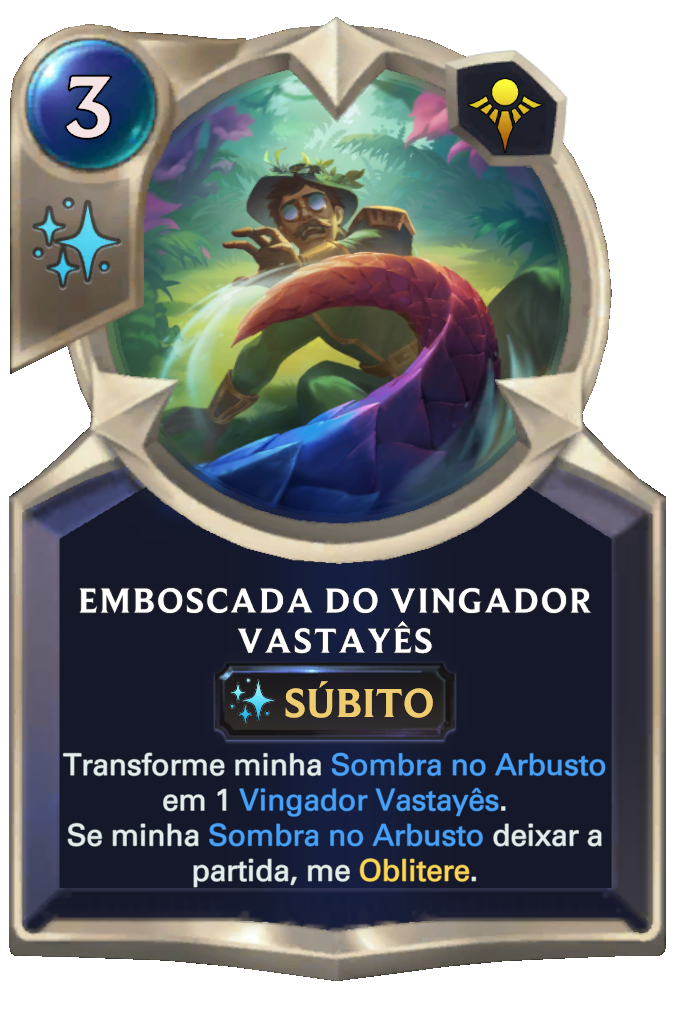 3
EMBOSCADA DO VINGADOR
VASTAYÊS
SÚBITO
Transforme minha Sombra no Arbusto
em 1 Vingador Vastayês.
Se minha Sombra no Arbusto deixar a
partida, me Oblitere.